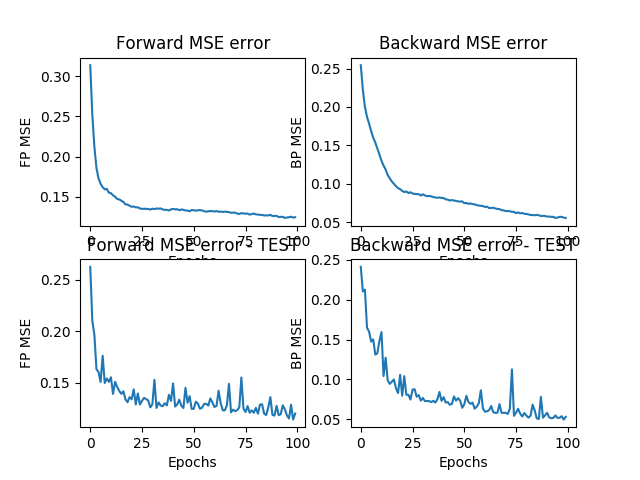 Forward MSE error
Backward MSE error
FP MSE
0.30
0.25
0.20
0.15
BP MSE
0.25
0.20
0.15
0.10
0.05
0 25 50 75 100
Epochs
0 25 50 75 100
Epochs
Forward MSE error - TEST
Backward MSE error - TEST
FP MSE
0.25
0.20
0.15
BP MSE
0.25
0.20
0.15
0.10
0.05
0 25 50 75 100
Epochs
0 25 50 75 100
Epochs